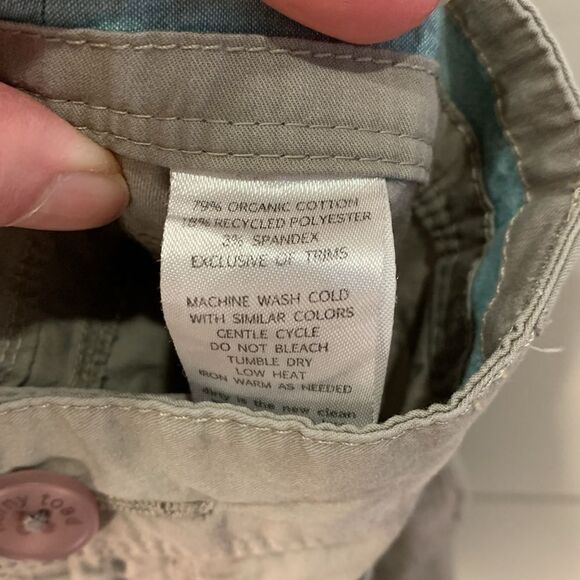 79% ORGANIC COTTON
18% RECYCLED POLYESTER
3% SPANDEX
EXCLUSIVE OF TRIMS
MACHINE WASH COLD
WITH SIMILAR COLORS
GENTLE CYCLE
DO NOT BLEACH
TUMBLE DRY
LOW HEAT
IRON WARM AS NEEDED
dirty is the new clean
toad